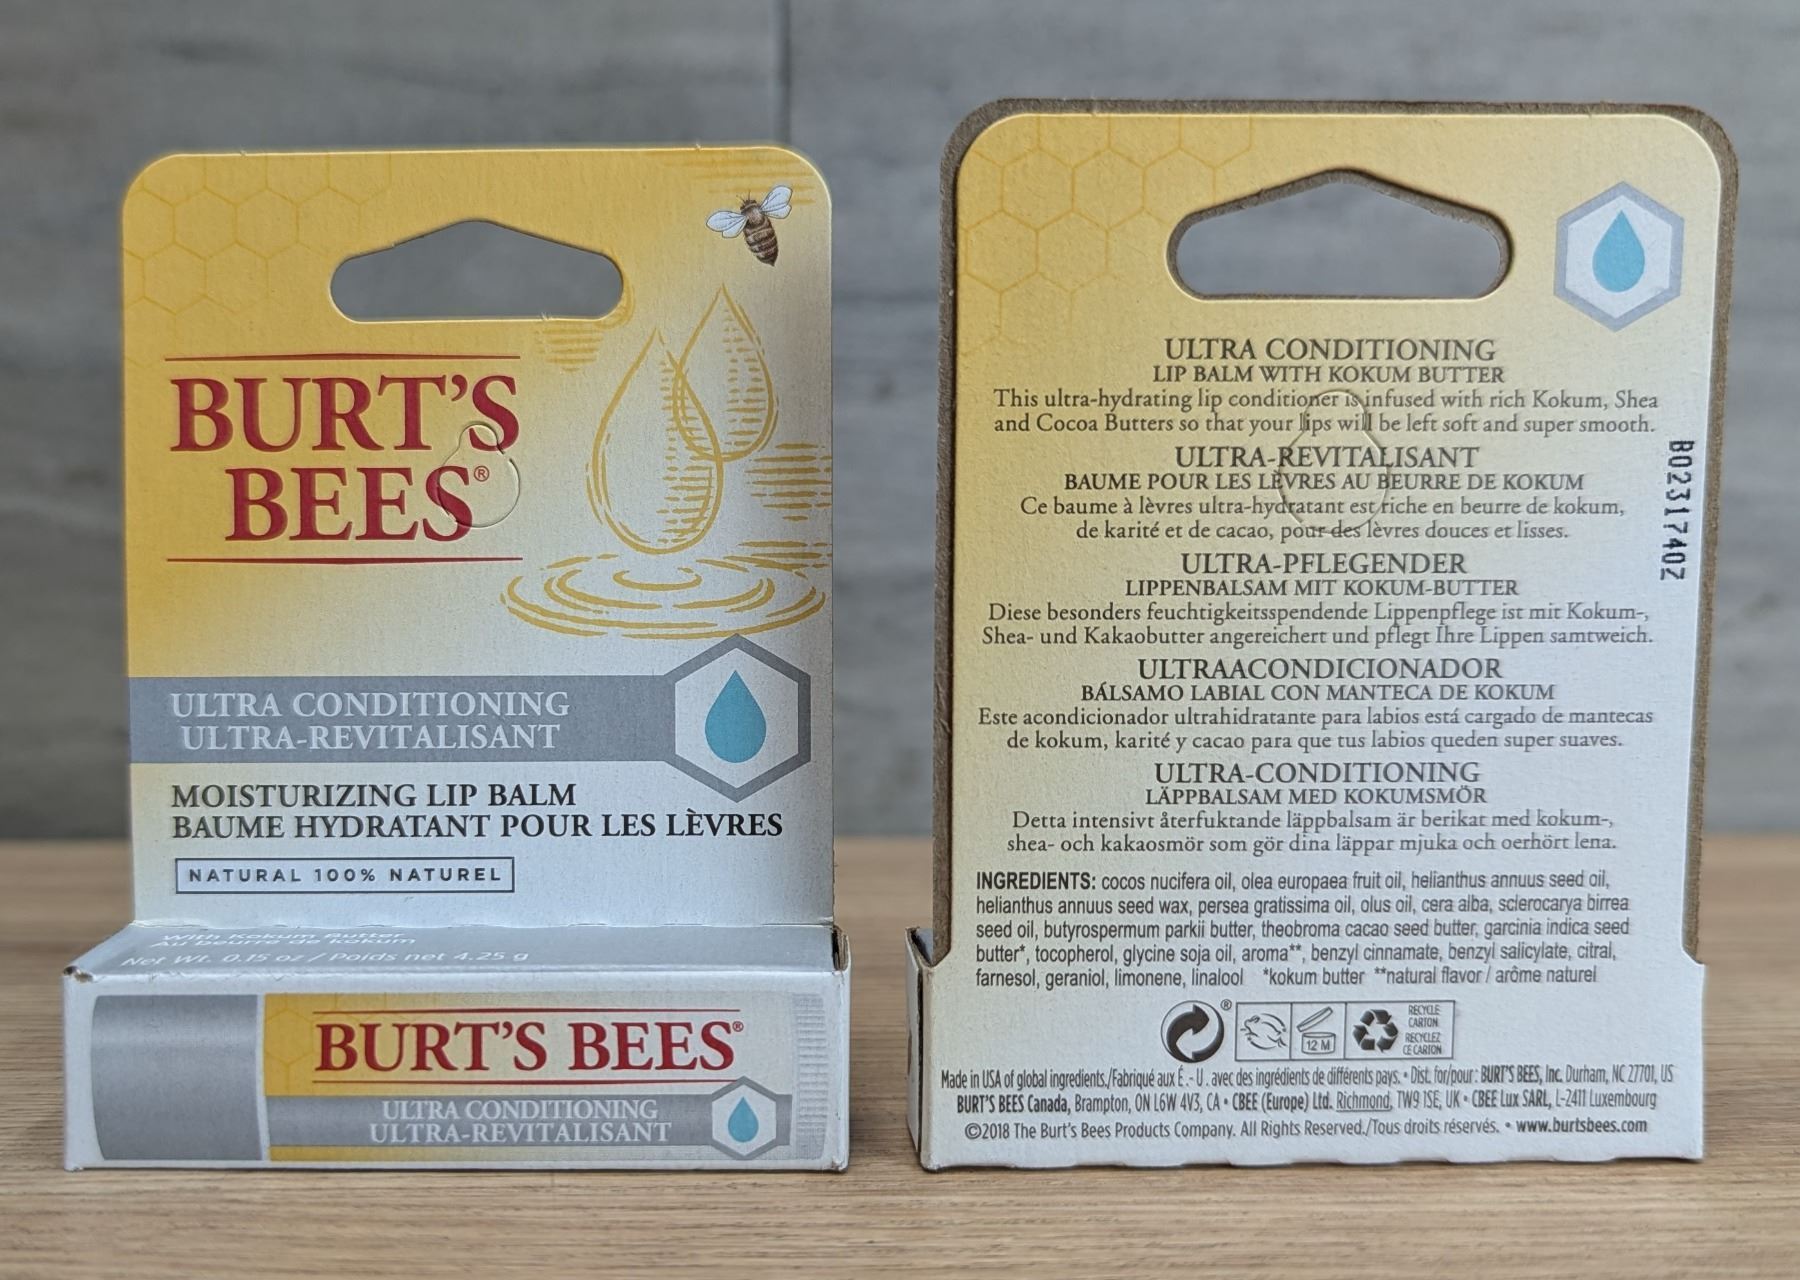 BURT'S
BEES®
ULTRA CONDITIONING
ULTRA-REVITALISANT
MOISTURIZING LIP BALM
BAUME HYDRATANT POUR LES LÈVRES
NATURAL 100% NATUREL
With Kokum Butter
Au beurre de kokum
Net Wt. 0.15 oz / Poids net 4.25 g
BURT'S BEES®
ULTRA CONDITIONING
ULTRA-REVITALISANT
ULTRA CONDITIONING
LIP BALM WITH KOKUM BUTTER
This ultra-hydrating lip conditioner is infused with rich Kokum, Shea
and Cocoa Butters so that your lips will be left soft and super smooth.
ULTRA-REVITALISANT
BAUME POUR LES LÈVRES AU BEURRE DE KOKUM
Ce baume à lèvres ultra-hydratant est riche en beurre de kokum,
de karité et de cacao, pour des lèvres douces et lisses.
ULTRA-PFLEGENDER
LIPPENBALSAM MIT KOKUM-BUTTER
Diese besonders feuchtigkeitsspendende Lippenpflege ist mit Kokum-,
Shea- und Kakaobutter angereichert und pflegt Ihre Lippen samtweich.
ULTRAACONDICIONADOR
BÁLSAMO LABIAL CON MANTECA DE KOKUM
Este acondicionador ultrahidratante para labios está cargado de mantecas
de kokum, karité y cacao para que tus labios queden super suaves.
ULTRA-CONDITIONING
LÄPPBALSAM MED KOKUMSMÖR
Detta intensivt återfuktande läppbalsam är berikat med kokum-,
shea- och kakaosmör som gör dina läppar mjuka och oerhört lena.
B0231740Z
INGREDIENTS: cocos nucifera oil, olea europaea fruit oil, helianthus annuus seed oil,
helianthus annuus seed wax, persea gratissima oil, olus oil, cera alba, sclerocarya birrea
seed oil, butyrospermum parkii butter, theobroma cacao seed butter, garcinia indica seed
butter*, tocopherol, glycine soja oil, aroma**, benzyl cinnamate, benzyl salicylate, citral,
farnesol, geraniol, limonene, linalool *kokum butter **natural flavor / arôme naturel
®
12 M
RECYCLE
CARTON
RECYCLEZ
CE CARTON
Made in USA of global ingredients./Fabriqué aux É.-U. avec des ingrédients de différents pays. • Dist. for/pour: BURT'S BEES, Inc. Durham, NC 27701, US
BURT'S BEES Canada, Brampton, ON L6W 4V3, CA • CBEE (Europe) Ltd. Richmond, TW9 1SE, UK • CBEE Lux SARL, L-2411 Luxembourg
©2018 The Burt's Bees Products Company. All Rights Reserved./Tous droits réservés. • www.burtsbees.com